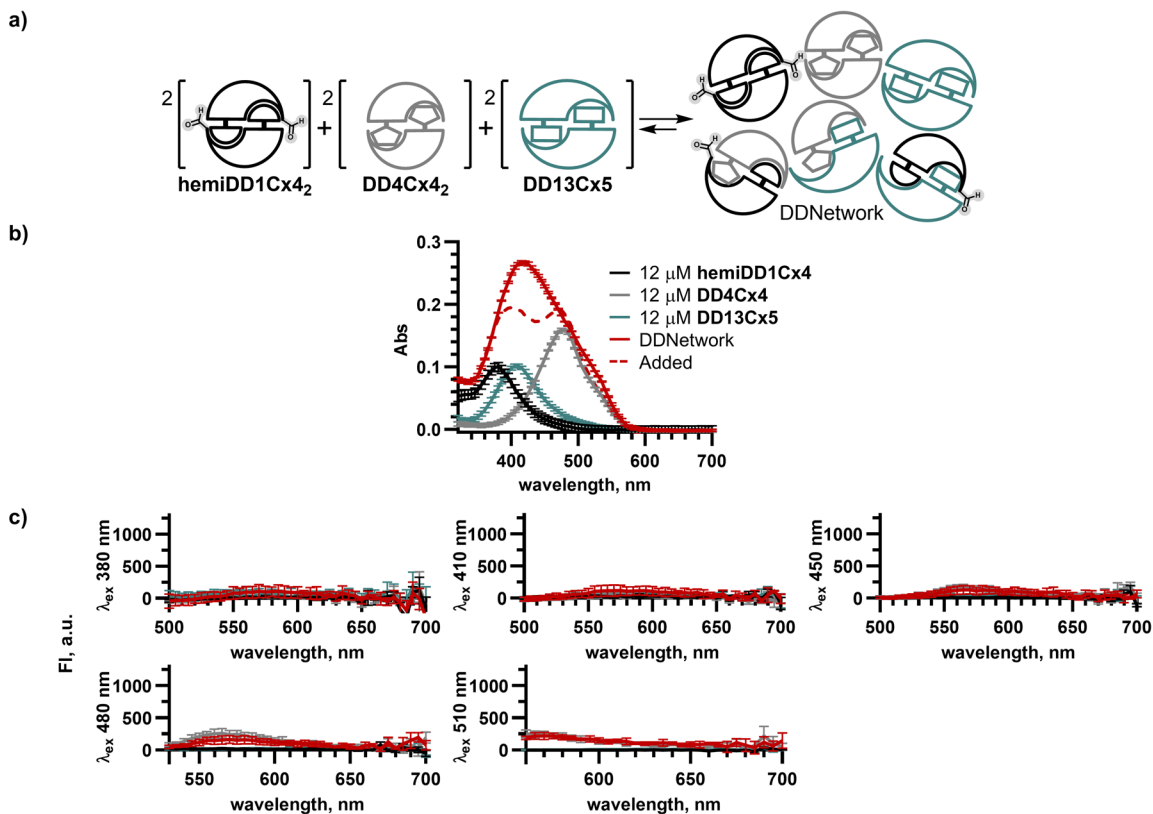 a)
2 2 2
H O H O + +
hemiDD1Cx4₂ DD4Cx4₂ DD13Cx5
H O H O
H O H O
DDNetwork
b)
0.3
0.2
0.1
0.0
Abs
400 500 600 700
wavelength, nm
12 μM hemiDD1Cx4
12 μM DD4Cx4
12 μM DD13Cx5
DDNetwork
Added
c)
FI, a.u.
λex 380 nm
1000
500
0
500 550 600 650 700
wavelength, nm
λex 410 nm
1000
500
0
500 550 600 650 700
wavelength, nm
λex 450 nm
1000
500
0
500 550 600 650 700
wavelength, nm
λex 480 nm
1000
500
0
550 600 650 700
wavelength, nm
λex 510 nm
1000
500
0
600 650 700
wavelength, nm